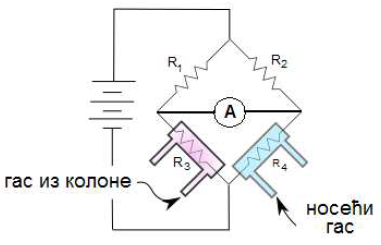 R1 R2
A
R3 R4
гас из колоне
носећи
гас